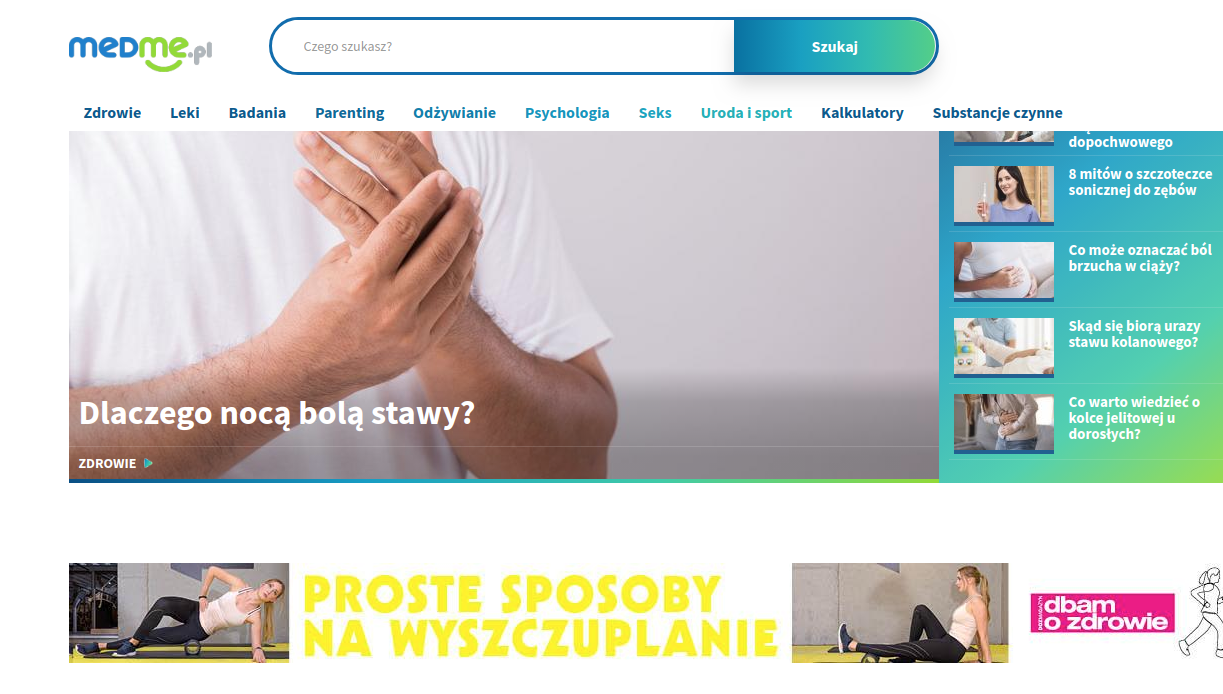 medme.pl
Czego szukasz?
Szukaj
Zdrowie Leki Badania Parenting Odżywianie Psychologia Seks Uroda i sport Kalkulatory Substancje czynne
dopochwowego
8 mitów o szczoteczce
sonicznej do zębów
Co może oznaczać ból
brzucha w ciąży?
Skąd się biorą urazy
stawu kolanowego?
Co warto wiedzieć o
kolce jelitowej u
dorosłych?
Dlaczego nocą bolą stawy?
ZDROWIE
PROSTE SPOSOBY
NA WYSZCZUPLANIE
dbam
o zdrowie